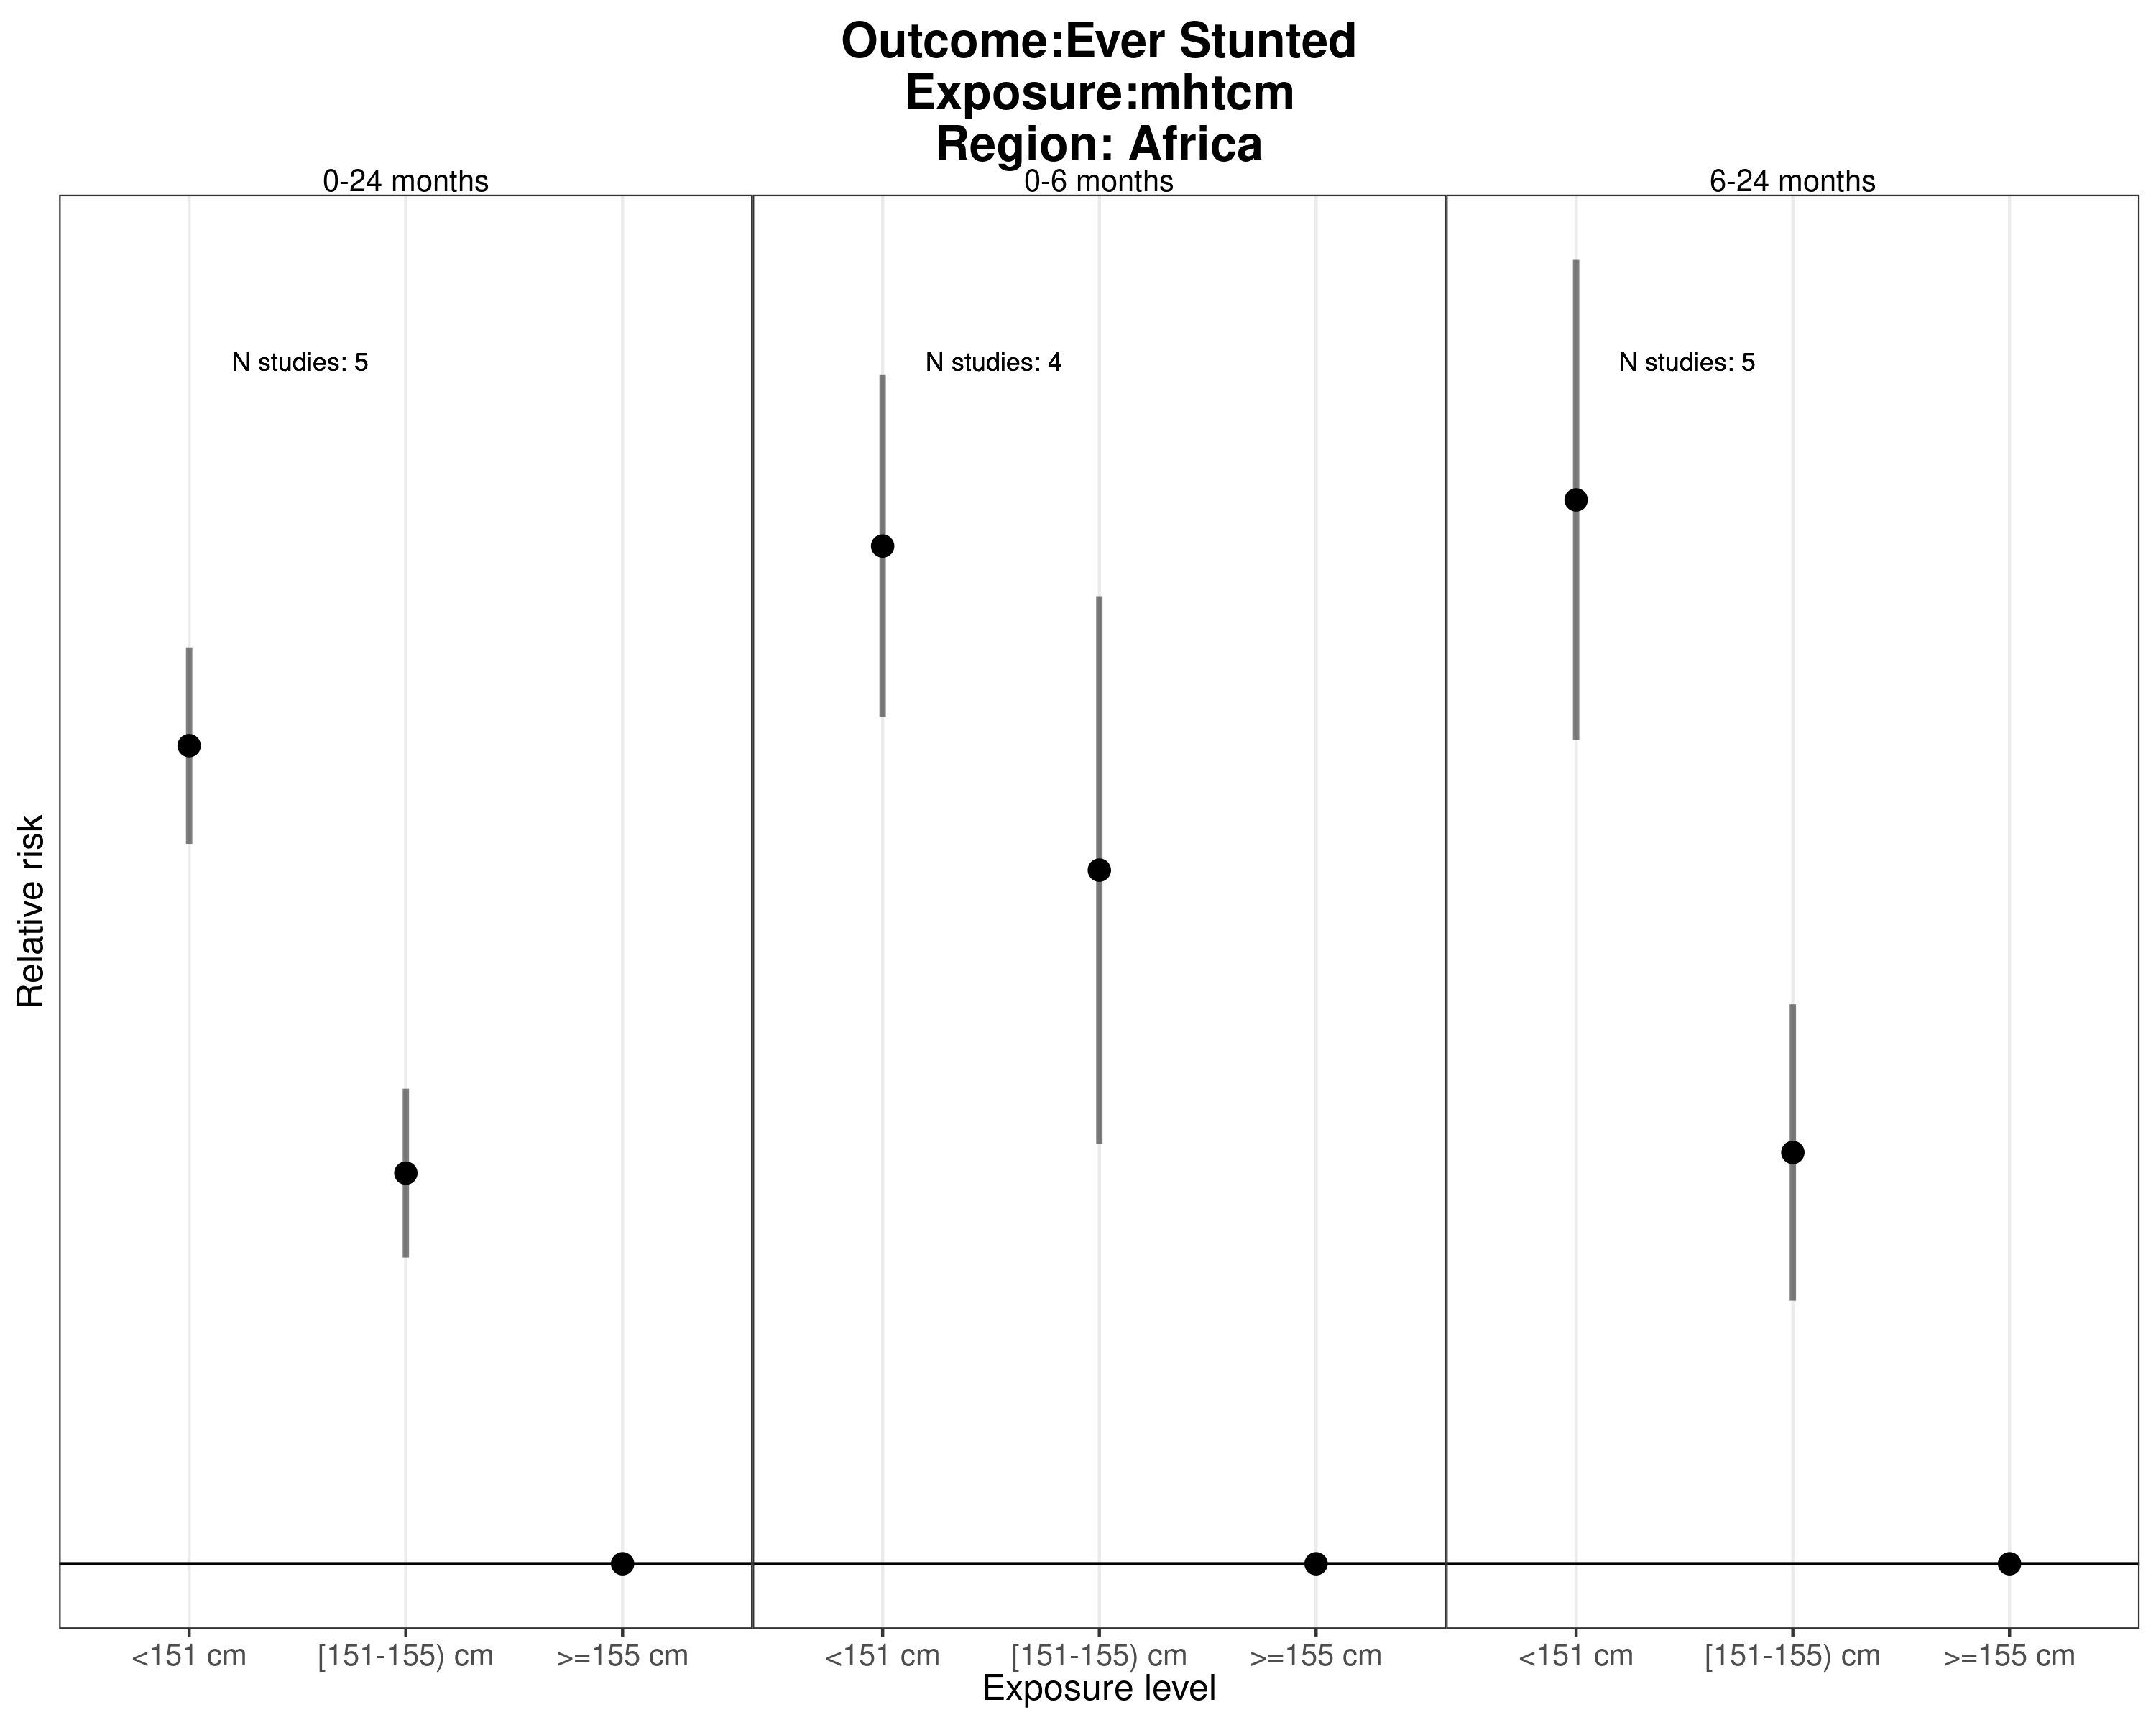 Outcome:Ever Stunted
Exposure:mhtcm
Region: Africa
0-24 months
0-6 months
6-24 months
N studies: 5
N studies: 4
N studies: 5
Relative risk
<151 cm
[151-155) cm
>=155 cm
<151 cm
[151-155) cm
>=155 cm
<151 cm
[151-155) cm
>=155 cm
Exposure level